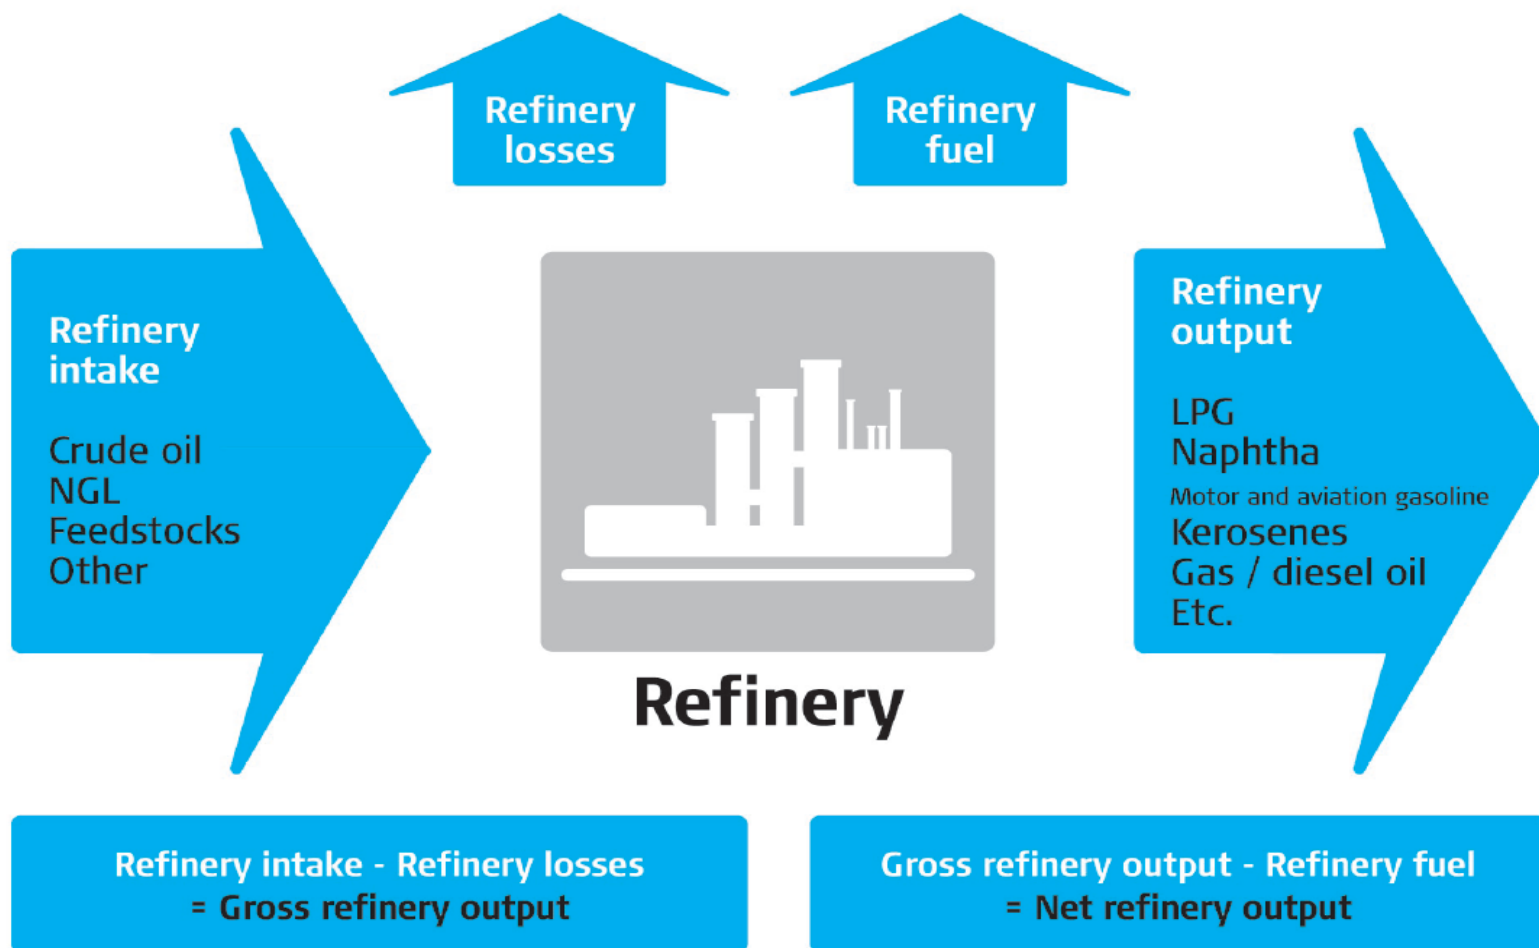 Refinery
losses
Refinery
fuel
Refinery
intake
Crude oil
NGL
Feedstocks
Other
Refinery
output
LPG
Naphtha
Motor and aviation gasoline
Kerosenes
Gas / diesel oil
Etc.
Refinery
Refinery intake - Refinery losses
= Gross refinery output
Gross refinery output - Refinery fuel
= Net refinery output